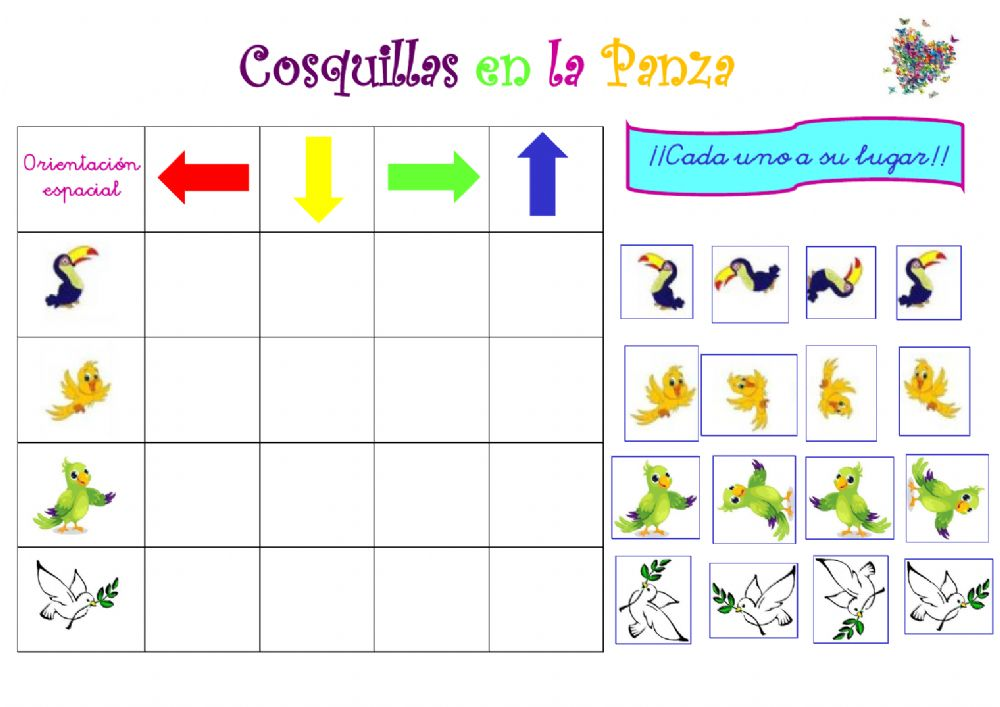 Cosquillas en la Panza
Orientación
espacial
¡¡Cada uno a su lugar!!